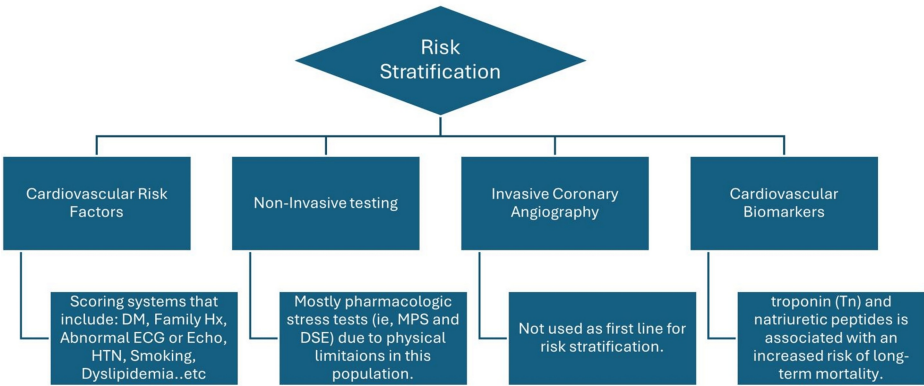 Risk
Stratification
Cardiovascular Risk
Factors
Non-Invasive testing
Invasive Coronary
Angiography
Cardiovascular
Biomarkers
Scoring systems that
include: DM, Family Hx,
Abnormal ECG or Echo,
HTN, Smoking,
Dyslipidemia..etc
Mostly pharmacologic
stress tests (ie, MPS and
DSE) due to physical
limitaions in this
population.
Not used as first line for
risk stratification.
troponin (Tn) and
natriuretic peptides is
associated with an
increased risk of long-
term mortality.